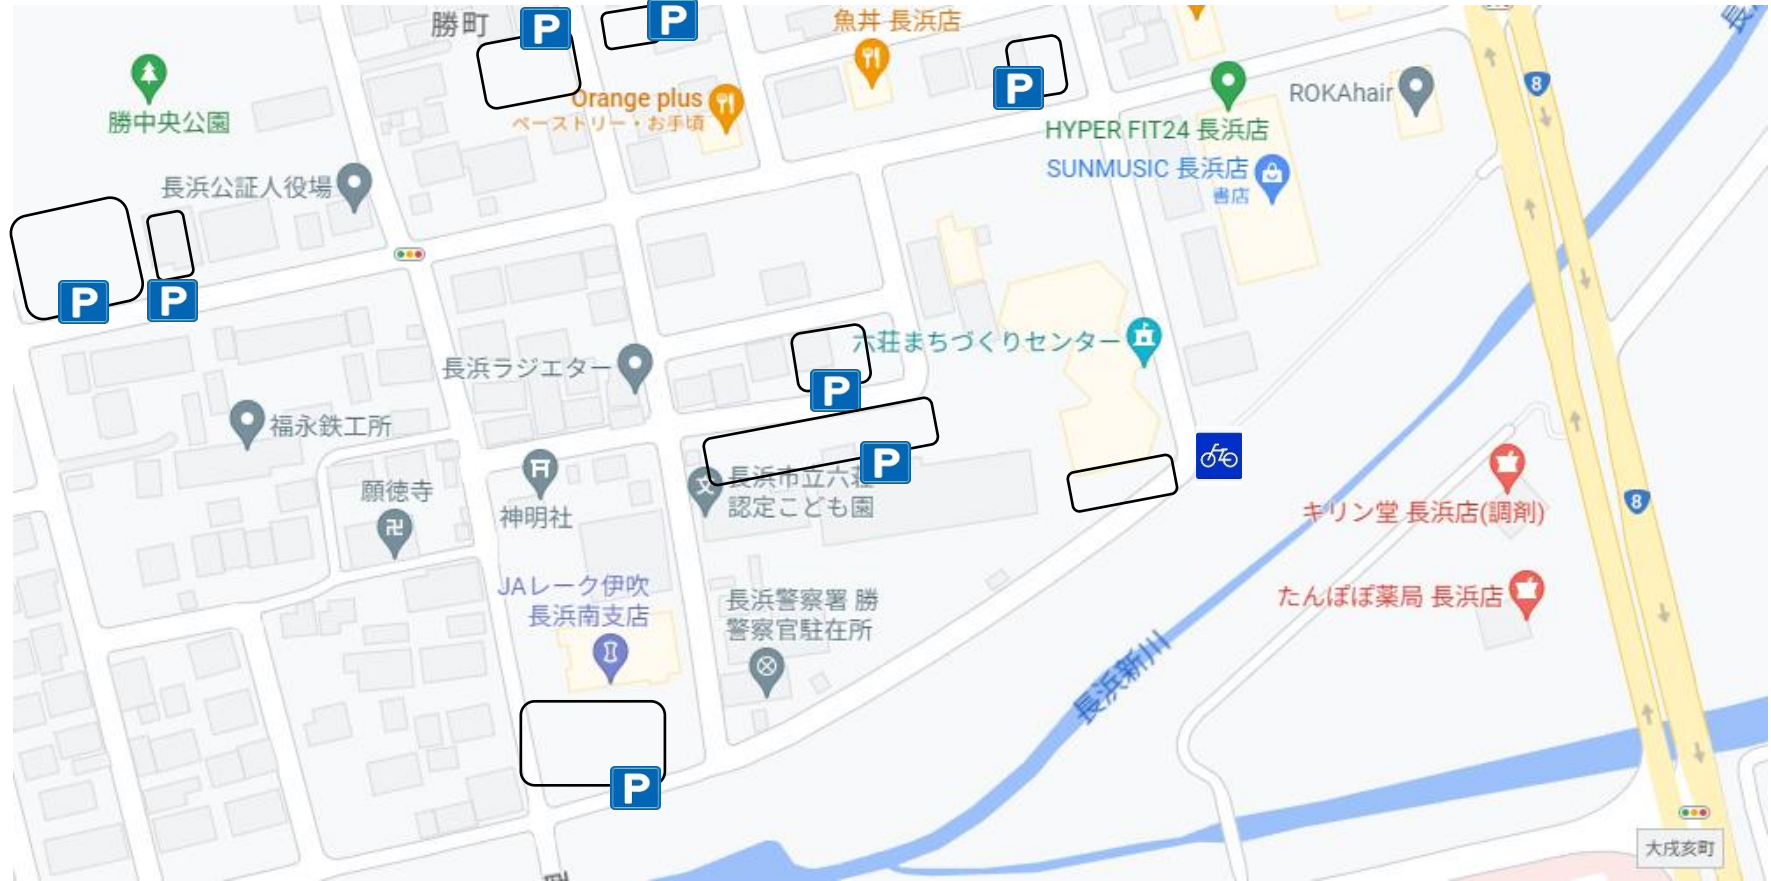 勝町
P
P
魚丼 長浜店
P
8
勝中央公園
Orange plus
ペーストリー・お手頃
HYPER FIT24 長浜店
ROKAhair
SUNMUSIC 長浜店
書店
長浜公証人役場
P
P
長浜ラジエター
六荘まちづくりセンター
P
福永鉄工所
P
長浜市立六荘
認定こども園
願徳寺
神明社
キリン堂 長浜店(調剤)
8
JAレーク伊吹
長浜南支店
長浜警察署 勝
警察官駐在所
たんぽぽ薬局 長浜店
長浜新川
P
大戌亥町